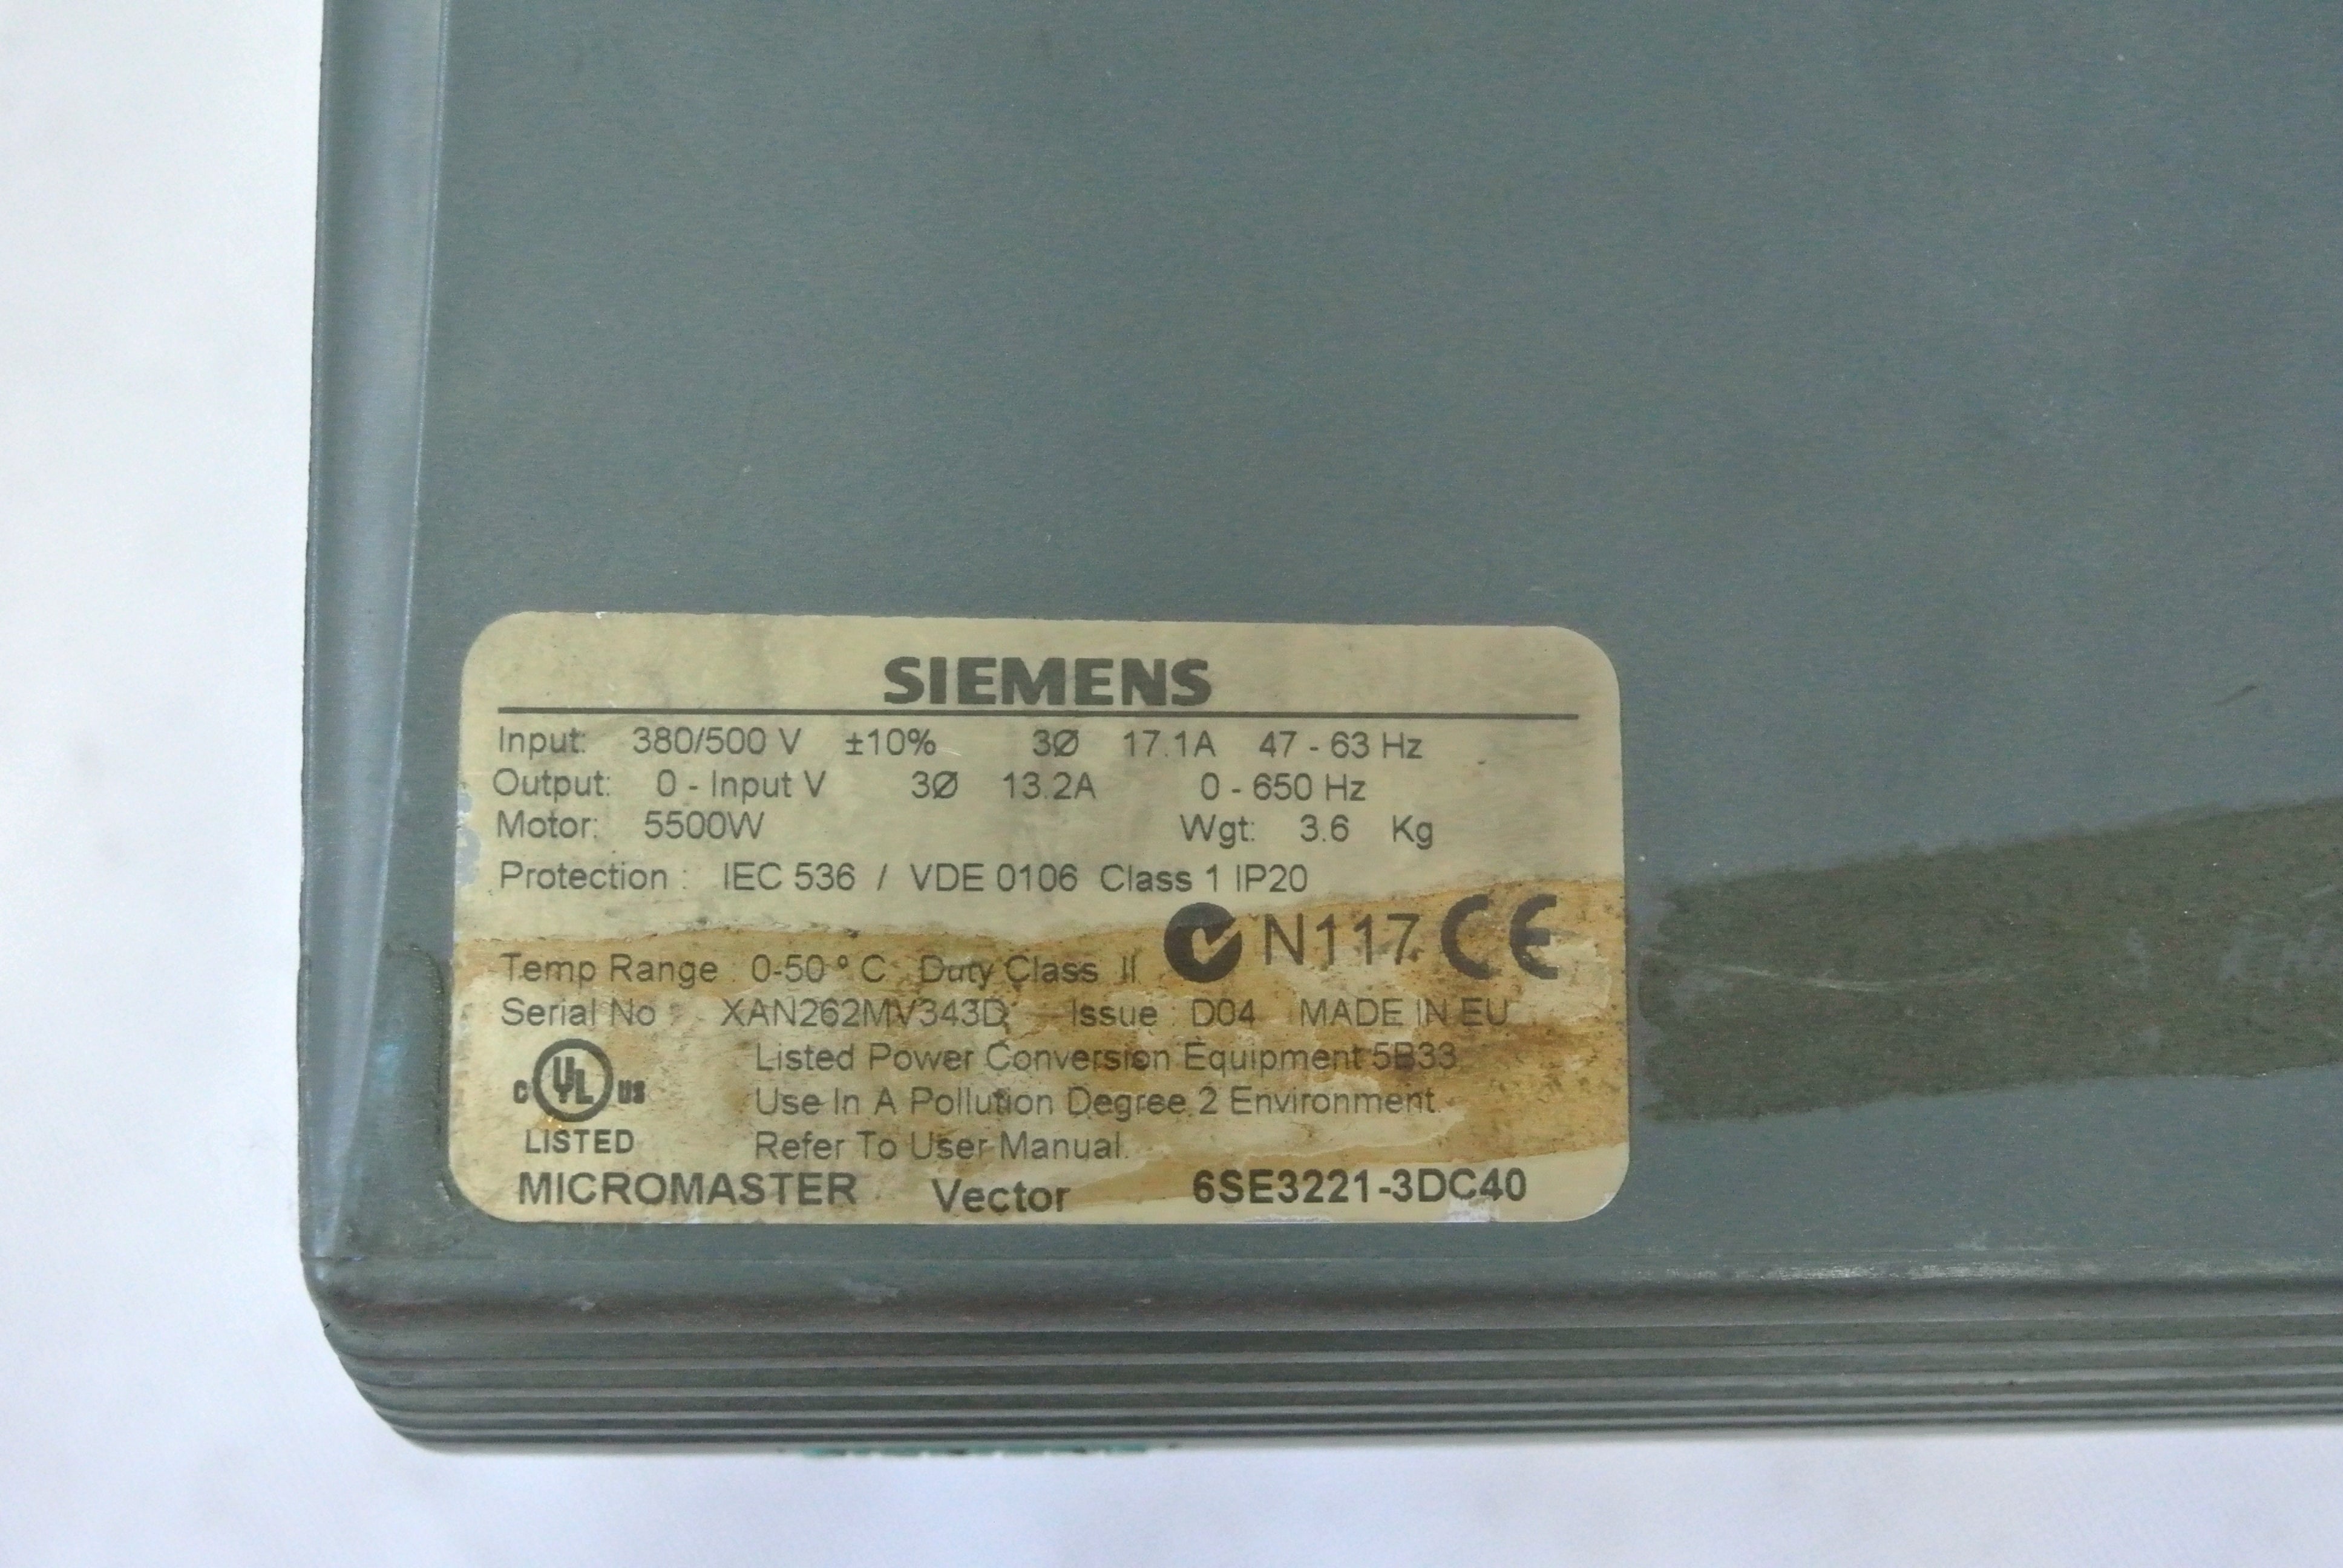 SIEMENS
Input: 380/500 V ±10% 3Ø 17.1A 47 - 63 Hz
Output: 0 - Input V 3Ø 13.2A 0 - 650 Hz
Motor: 5500W Wgt: 3.6 Kg
Protection : IEC 536 / VDE 0106 Class 1 IP20
N117 CE
Temp Range : 0-50 ° C Duty Class II
Serial No : XAN262MV343D Issue : D04 MADE IN EU
Listed Power Conversion Equipment 5B33
C UL US
Use In A Pollution Degree 2 Environment.
LISTED Refer To User Manual.
MICROMASTER Vector 6SE3221-3DC40